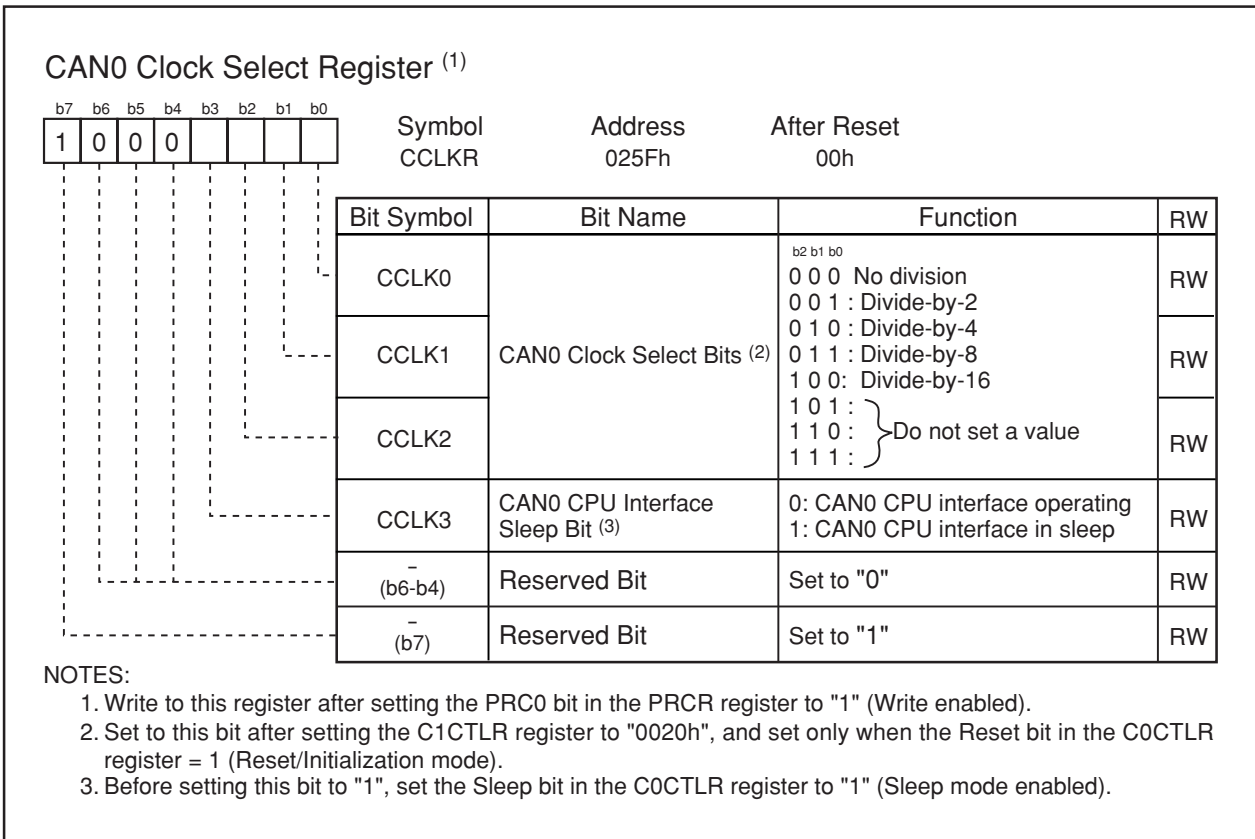 CAN0 Clock Select Register (1)
b7 b6 b5 b4 b3 b2 b1 b0
1 0 0 0
Symbol Address After Reset
CCLKR 025Fh 00h
Bit Symbol Bit Name Function RW
CCLK0 RW
CCLK1 CAN0 Clock Select Bits (2) RW
CCLK2 RW
b2 b1 b0
0 0 0 No division
0 0 1 : Divide-by-2
0 1 0 : Divide-by-4
0 1 1 : Divide-by-8
1 0 0: Divide-by-16
1 0 1 :
1 1 0 : Do not set a value
1 1 1 :
CCLK3 CAN0 CPU Interface Sleep Bit (3) 0: CAN0 CPU interface operating RW
1: CAN0 CPU interface in sleep
– (b6-b4) Reserved Bit Set to "0" RW
– (b7) Reserved Bit Set to "1" RW
NOTES:
1. Write to this register after setting the PRC0 bit in the PRCR register to "1" (Write enabled).
2. Set to this bit after setting the C1CTLR register to "0020h", and set only when the Reset bit in the C0CTLR
register = 1 (Reset/Initialization mode).
3. Before setting this bit to "1", set the Sleep bit in the C0CTLR register to "1" (Sleep mode enabled).